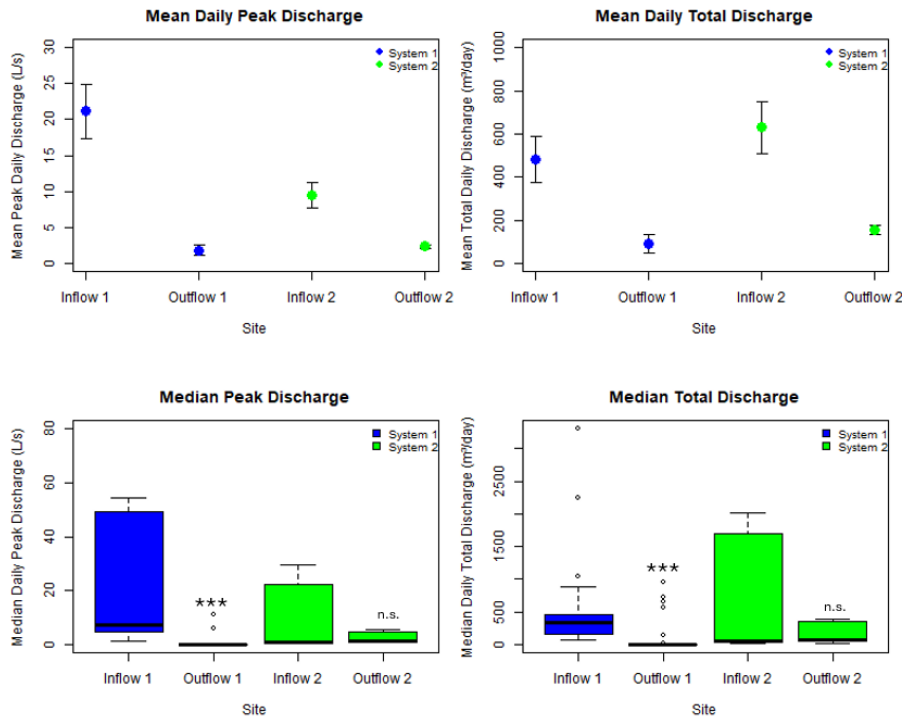 Mean Daily Peak Discharge
Mean Peak Daily Discharge (L/s)
30
25
20
15
10
5
0
System 1
System 2
Inflow 1 Outflow 1 Inflow 2 Outflow 2
Site
Mean Daily Total Discharge
Mean Total Daily Discharge (m³/day)
1000
800
600
400
200
0
System 1
System 2
Inflow 1 Outflow 1 Inflow 2 Outflow 2
Site
Median Peak Discharge
Median Daily Peak Discharge (L/s)
80
60
40
20
0
System 1
System 2
***
n.s.
Inflow 1 Outflow 1 Inflow 2 Outflow 2
Site
Median Total Discharge
Median Daily Total Discharge (m³/day)
2500
1500
500
0
System 1
System 2
***
n.s.
Inflow 1 Outflow 1 Inflow 2 Outflow 2
Site